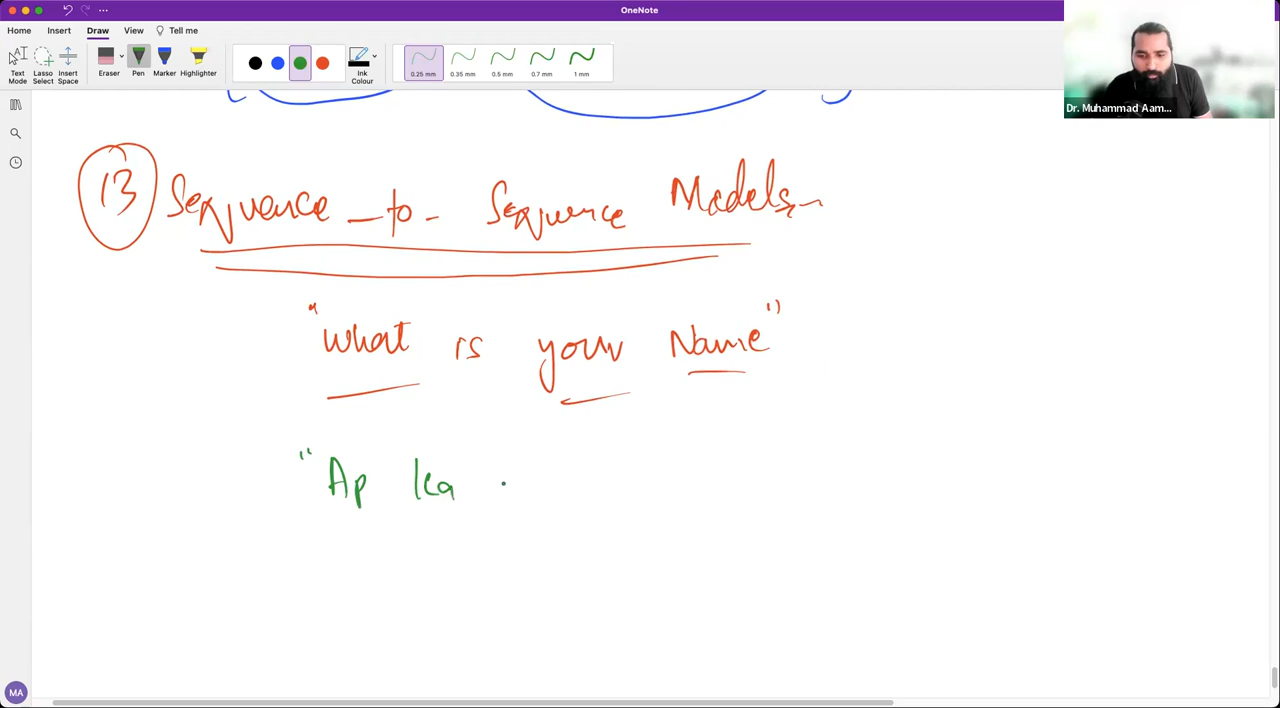 OneNote
Home Insert Draw View Tell me
Text Mode Lasso Select Insert Space Eraser Pen Marker Highlighter Ink Colour 0.25 mm 0.35 mm 0.5 mm 0.7 mm 1 mm
Dr. Muhammad Aam...
13 Sequence-to-Sequence Models
"What is your Name"
"Ap ka
MA